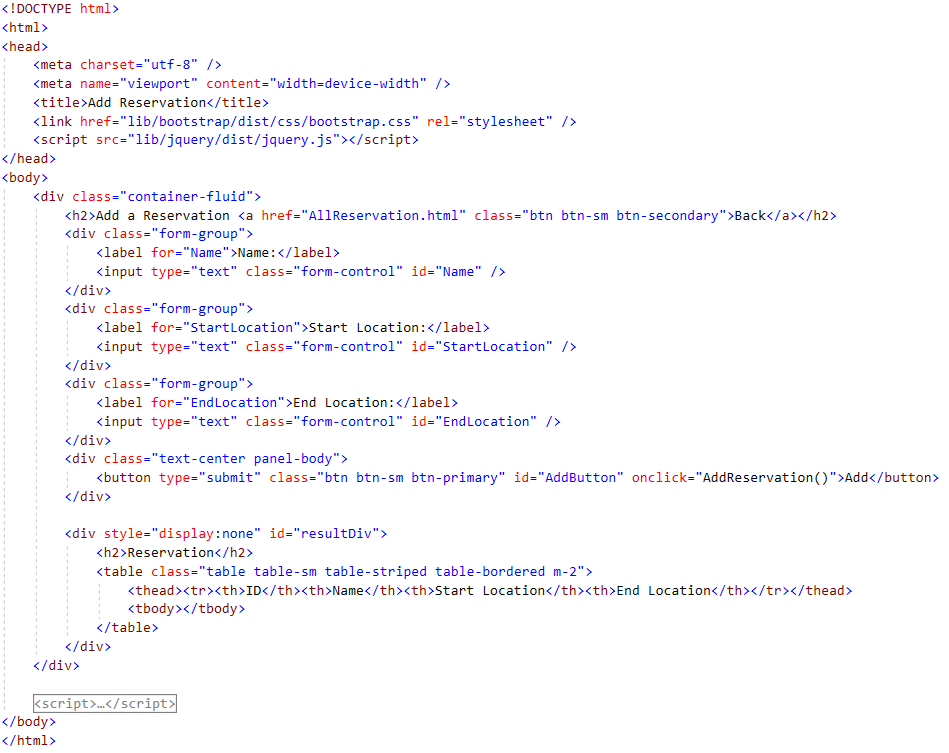 <!DOCTYPE html>
<html>
<head>
    <meta charset="utf-8" />
    <meta name="viewport" content="width=device-width" />
    <title>Add Reservation</title>
    <link href="lib/bootstrap/dist/css/bootstrap.css" rel="stylesheet" />
    <script src="lib/jquery/dist/jquery.js"></script>
</head>
<body>
    <div class="container-fluid">
        <h2>Add a Reservation <a href="AllReservation.html" class="btn btn-sm btn-secondary">Back</a></h2>
        <div class="form-group">
            <label for="Name">Name:</label>
            <input type="text" class="form-control" id="Name" />
        </div>
        <div class="form-group">
            <label for="StartLocation">Start Location:</label>
            <input type="text" class="form-control" id="StartLocation" />
        </div>
        <div class="form-group">
            <label for="EndLocation">End Location:</label>
            <input type="text" class="form-control" id="EndLocation" />
        </div>
        <div class="text-center panel-body">
            <button type="submit" class="btn btn-sm btn-primary" id="AddButton" onclick="AddReservation()">Add</button>
        </div>

        <div style="display:none" id="resultDiv">
            <h2>Reservation</h2>
            <table class="table table-sm table-striped table-bordered m-2">
                <thead><tr><th>ID</th><th>Name</th><th>Start Location</th><th>End Location</th></tr></thead>
                <tbody></tbody>
            </table>
        </div>
    </div>

    <script>…</script>
</body>
</html>